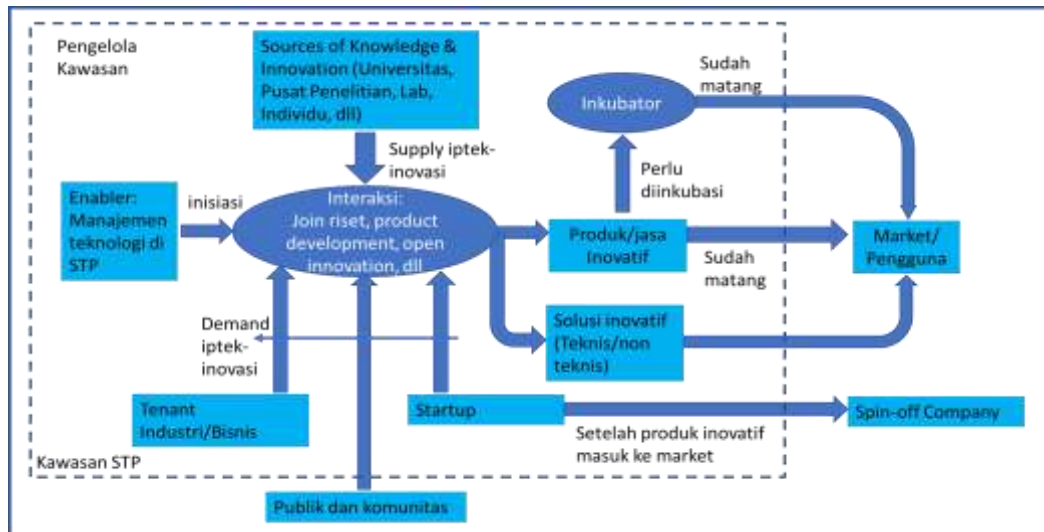 Pengelola
Kawasan
Sources of Knowledge &
Innovation (Universitas,
Pusat Penelitian, Lab,
Individu, dll)
Sudah
matang
Inkubator
Supply iptek-
inovasi
Perlu
diinkubasi
Enabler:
Manajemen
teknologi di
STP
inisiasi
Interaksi:
Join riset, product
development, open
innovation, dll
Produk/jasa
Inovatif
Sudah
matang
Market/
Pengguna
Demand
iptek-
inovasi
Solusi inovatif
(Teknis/non
teknis)
Tenant
Industri/Bisnis
Startup
Setelah produk inovatif
masuk ke market
Spin-off Company
Kawasan STP
Publik dan komunitas